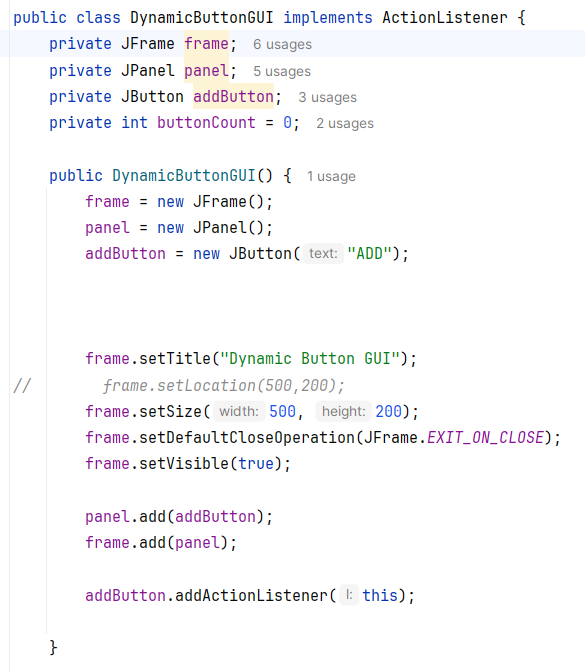 public class DynamicButtonGUI implements ActionListener {
private JFrame frame; 6 usages
private JPanel panel; 5 usages
private JButton addButton; 3 usages
private int buttonCount = 0; 2 usages
public DynamicButtonGUI() { 1 usage
frame = new JFrame();
panel = new JPanel();
addButton = new JButton( text: "ADD");
frame.setTitle("Dynamic Button GUI");
// frame.setLocation(500,200);
frame.setSize( width: 500, height: 200);
frame.setDefaultCloseOperation(JFrame.EXIT_ON_CLOSE);
frame.setVisible(true);
panel.add(addButton);
frame.add(panel);
addButton.addActionListener( l: this);
}